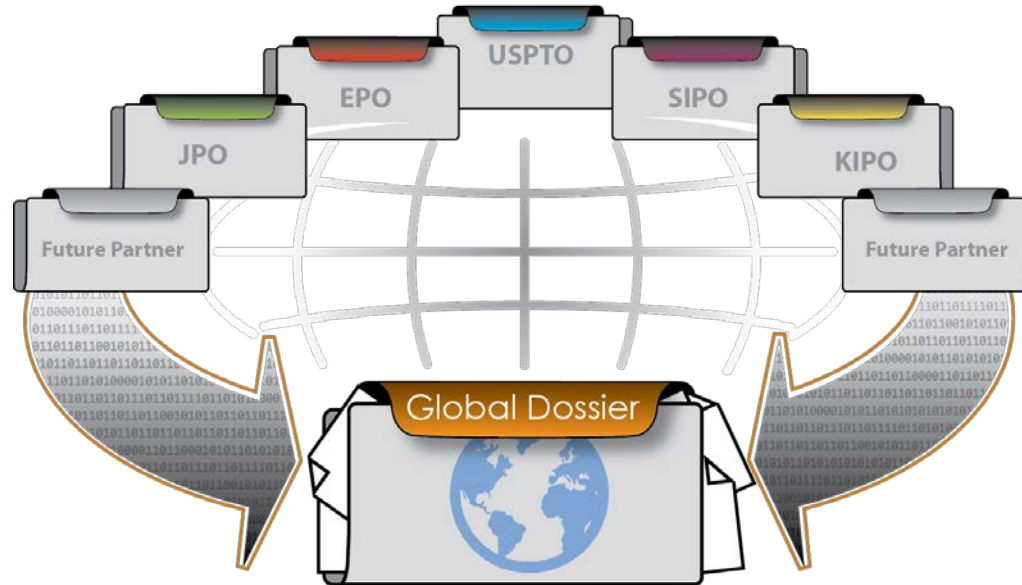 USPTO
EPO
SIPO
JPO
KIPO
Future Partner
Future Partner
Global Dossier